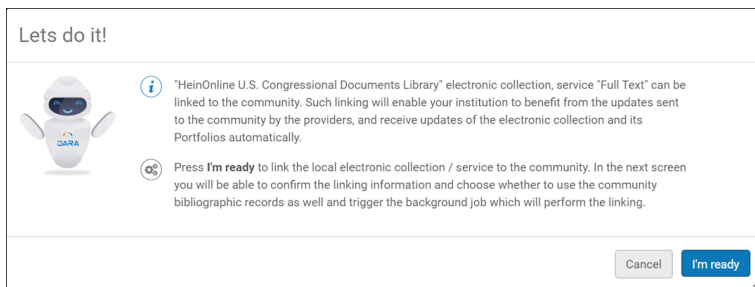 Lets do it!
DARA
"HeinOnline U.S. Congressional Documents Library" electronic collection, service "Full Text" can be
linked to the community. Such linking will enable your institution to benefit from the updates sent
to the community by the providers, and receive updates of the electronic collection and its
Portfolios automatically.
Press I'm ready to link the local electronic collection / service to the community. In the next screen
you will be able to confirm the linking information and choose whether to use the community
bibliographic records as well and trigger the background job which will perform the linking.
Cancel
I'm ready